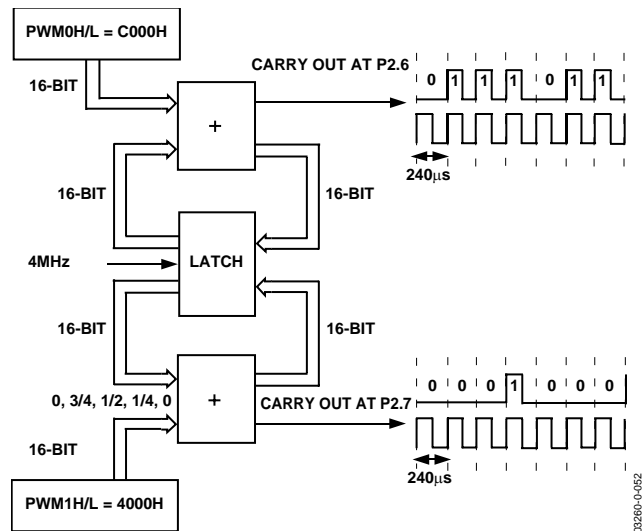 PWM0H/L = C000H
CARRY OUT AT P2.6
0 1 1 1 0 1 1
16-BIT
+
240μs
16-BIT
16-BIT
4MHz
LATCH
16-BIT
16-BIT
+
0, 3/4, 1/2, 1/4, 0
CARRY OUT AT P2.7
0 0 0 1 0 0 0
16-BIT
240μs
PWM1H/L = 4000H
03260-0-052